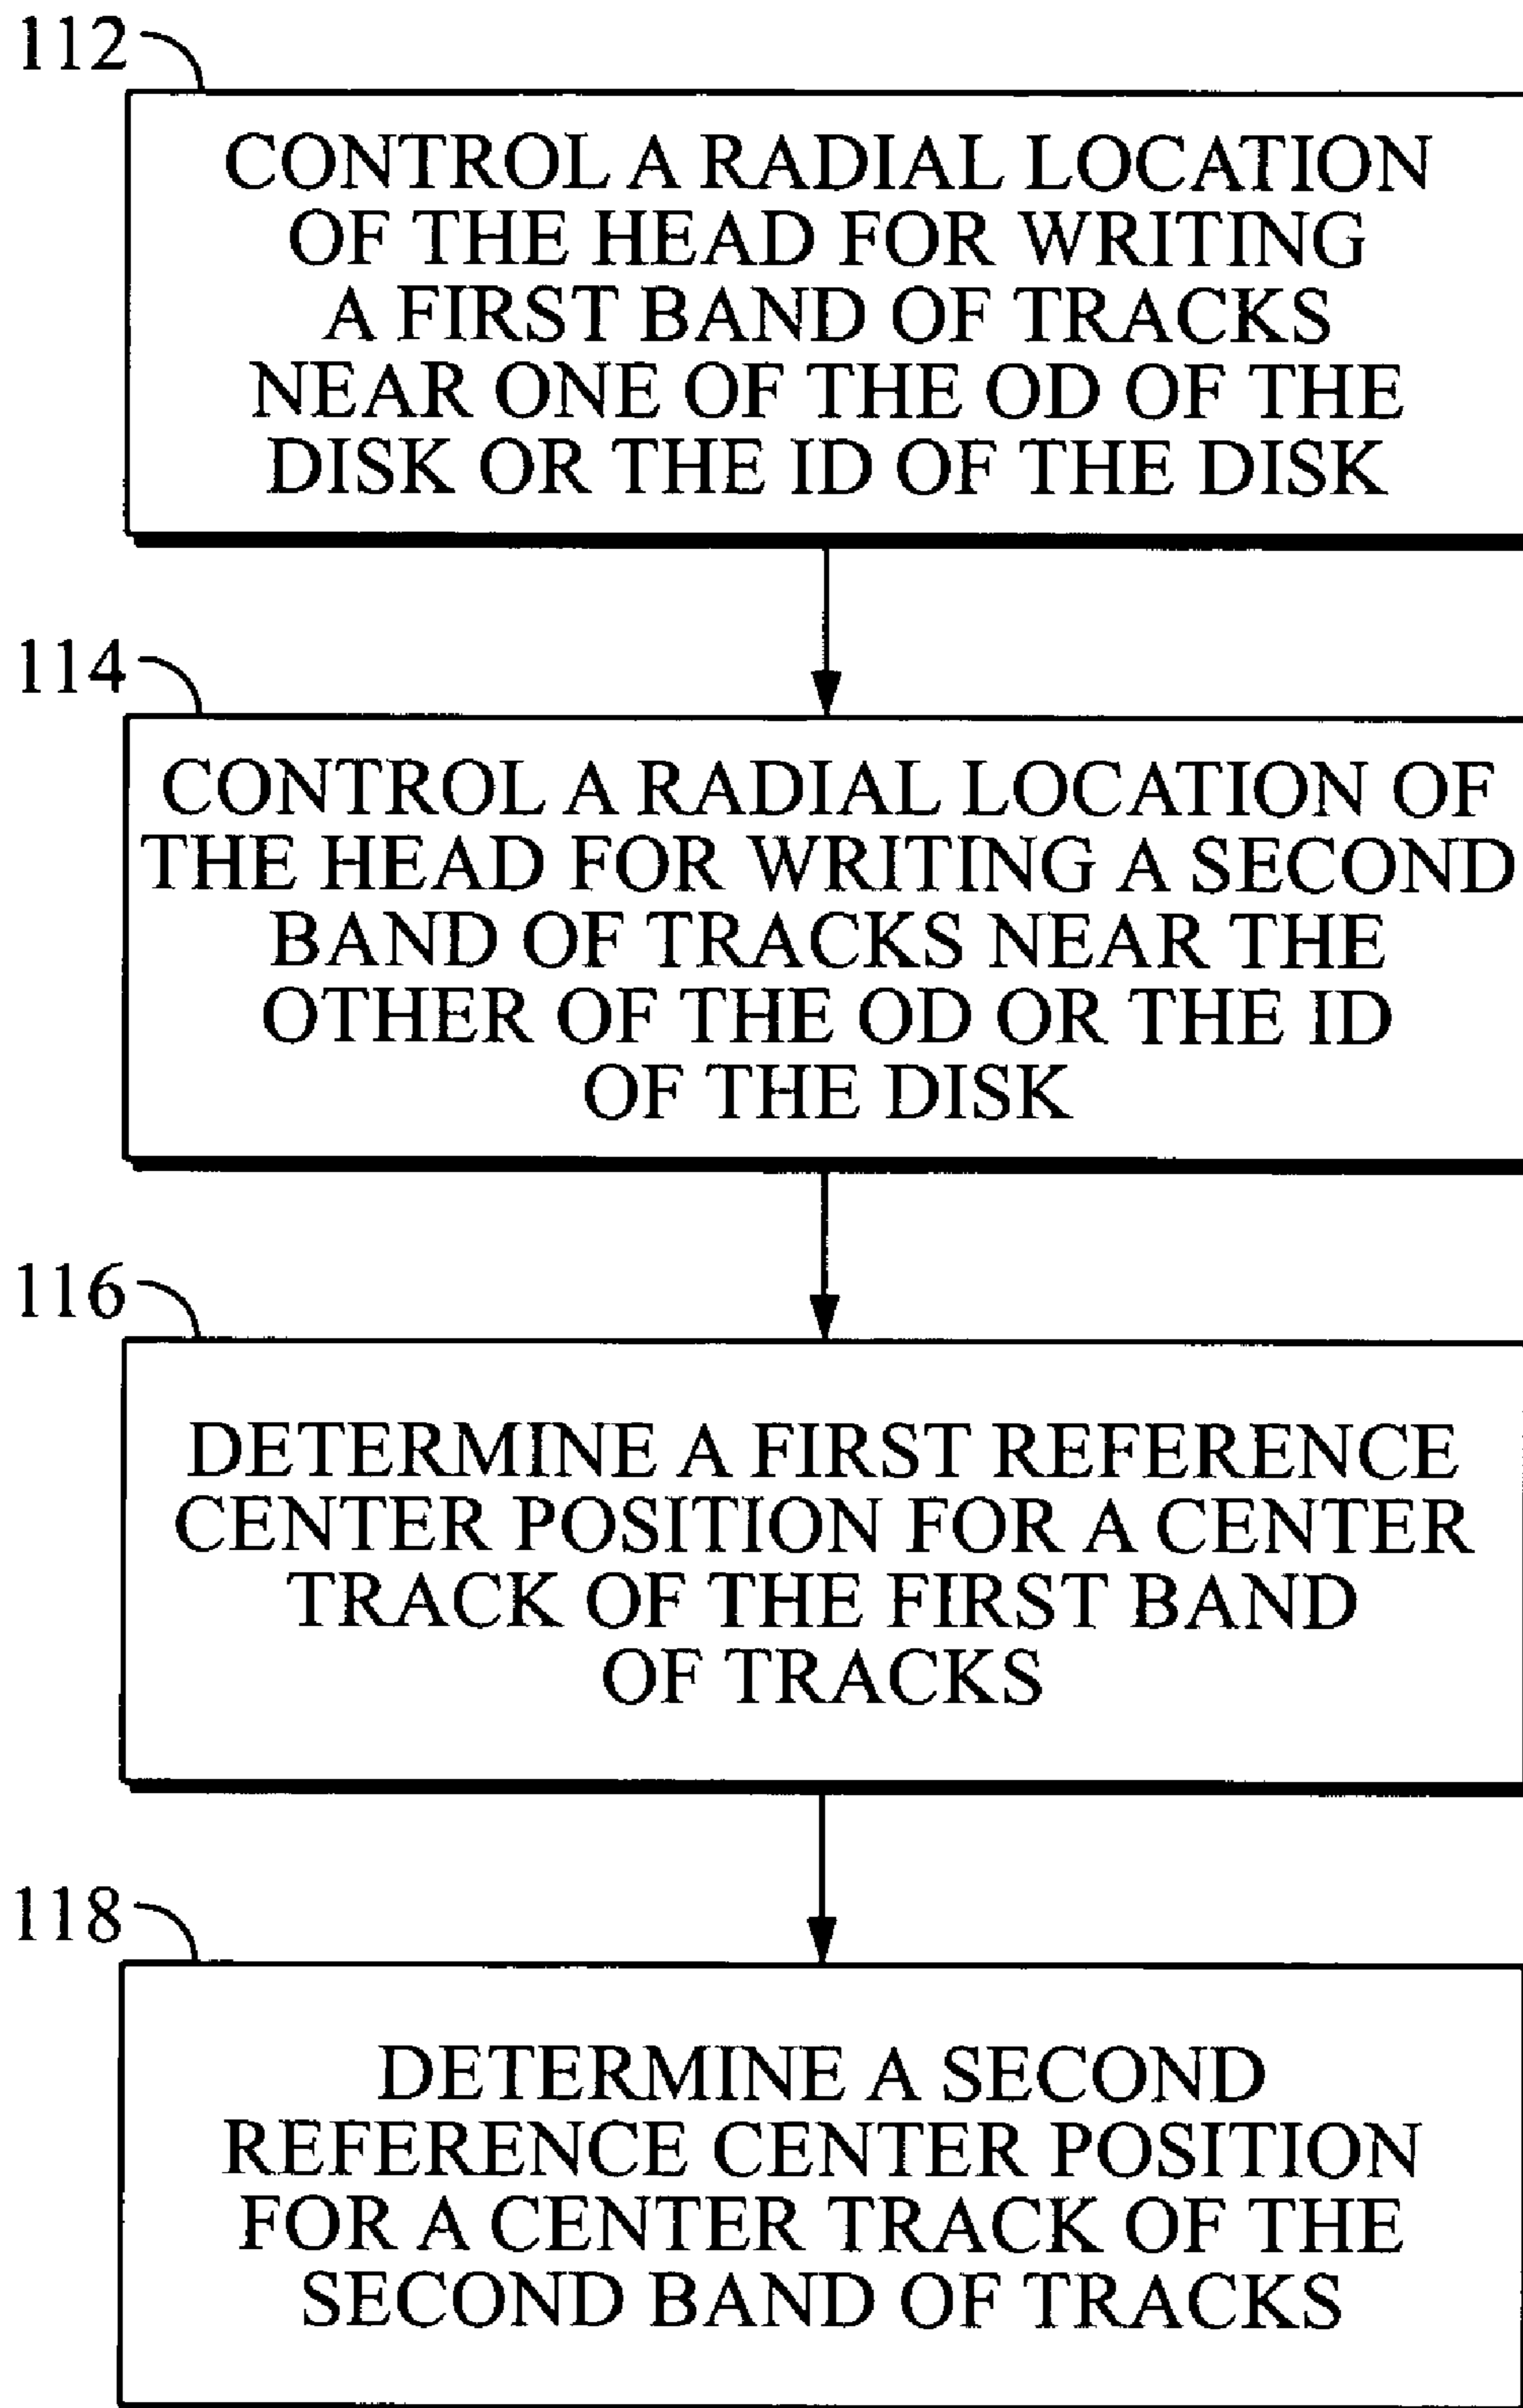 112
CONTROL A RADIAL LOCATION
OF THE HEAD FOR WRITING
A FIRST BAND OF TRACKS
NEAR ONE OF THE OD OF THE
DISK OR THE ID OF THE DISK
114
CONTROL A RADIAL LOCATION OF
THE HEAD FOR WRITING A SECOND
BAND OF TRACKS NEAR THE
OTHER OF THE OD OR THE ID
OF THE DISK
116
DETERMINE A FIRST REFERENCE
CENTER POSITION FOR A CENTER
TRACK OF THE FIRST BAND
OF TRACKS
118
DETERMINE A SECOND
REFERENCE CENTER POSITION
FOR A CENTER TRACK OF THE
SECOND BAND OF TRACKS